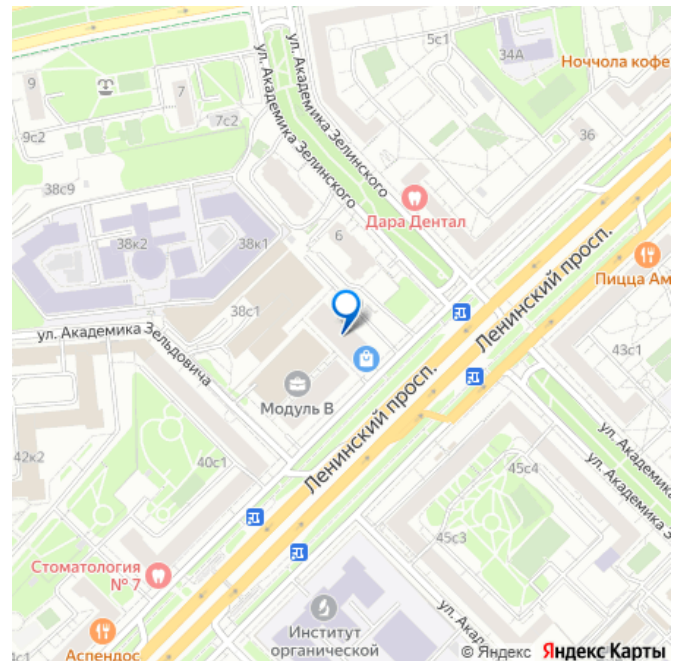 5с1
34А
Ноччола кофе
9
7
7с2
9с2
36
ул. Академика Зелинского
ул. Академика Зелинского
38с9
Дара Дентал
38к2
38к1
6
Ленинский просп.
Пицца Ам
38с1
43с1
ул. Академика Зельдовича
Модуль В
Ленинский просп.
42к2
40с1
45с4
ул. Академика
ул. Академика З
45с3
Стоматология
№ 7
ул. Академика
Институт
органической
4с1
Аспендос
© Яндекс Яндекс Карты